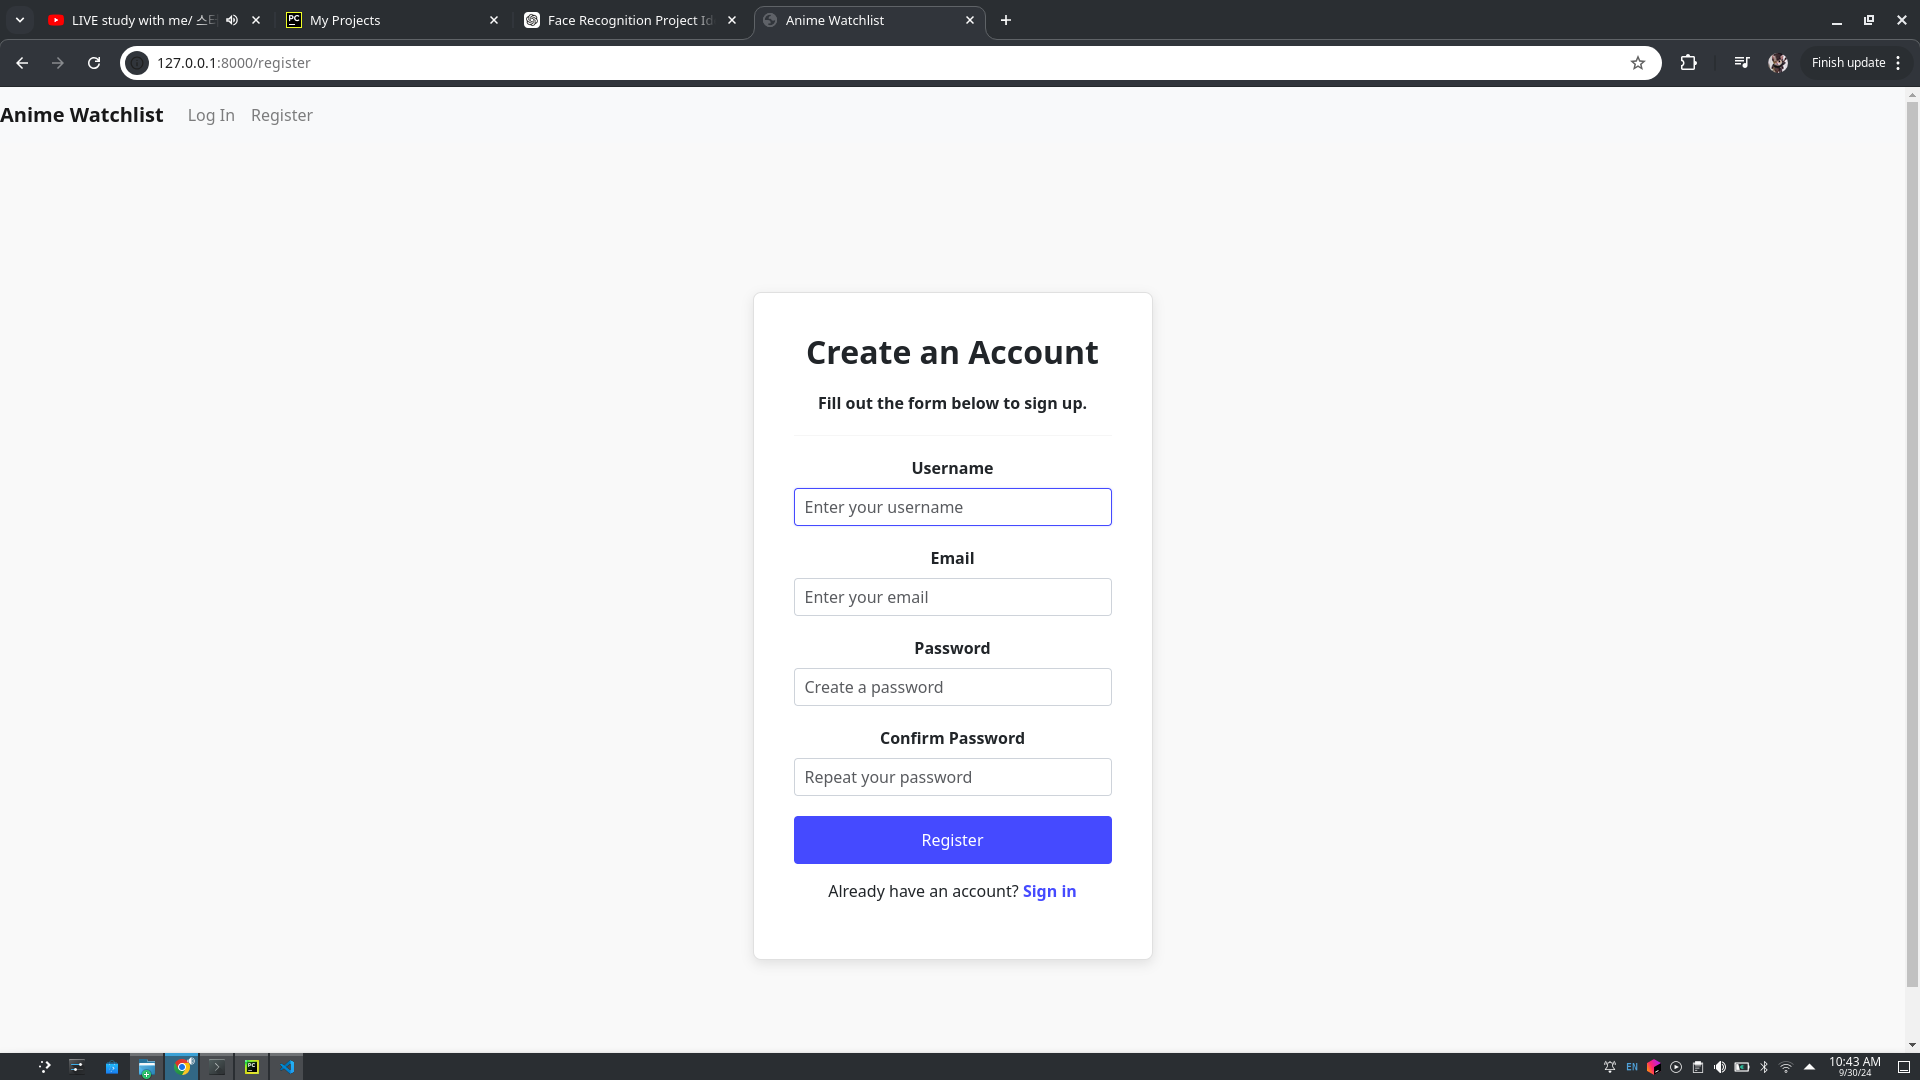 LIVE study with me/ 스터
My Projects
Face Recognition Project Id
Anime Watchlist
127.0.0.1:8000/register
Finish update
Anime Watchlist
Log In
Register
Create an Account
Fill out the form below to sign up.
Username
Enter your username
Email
Enter your email
Password
Create a password
Confirm Password
Repeat your password
Register
Already have an account? Sign in
EN
10:43 AM
9/30/24